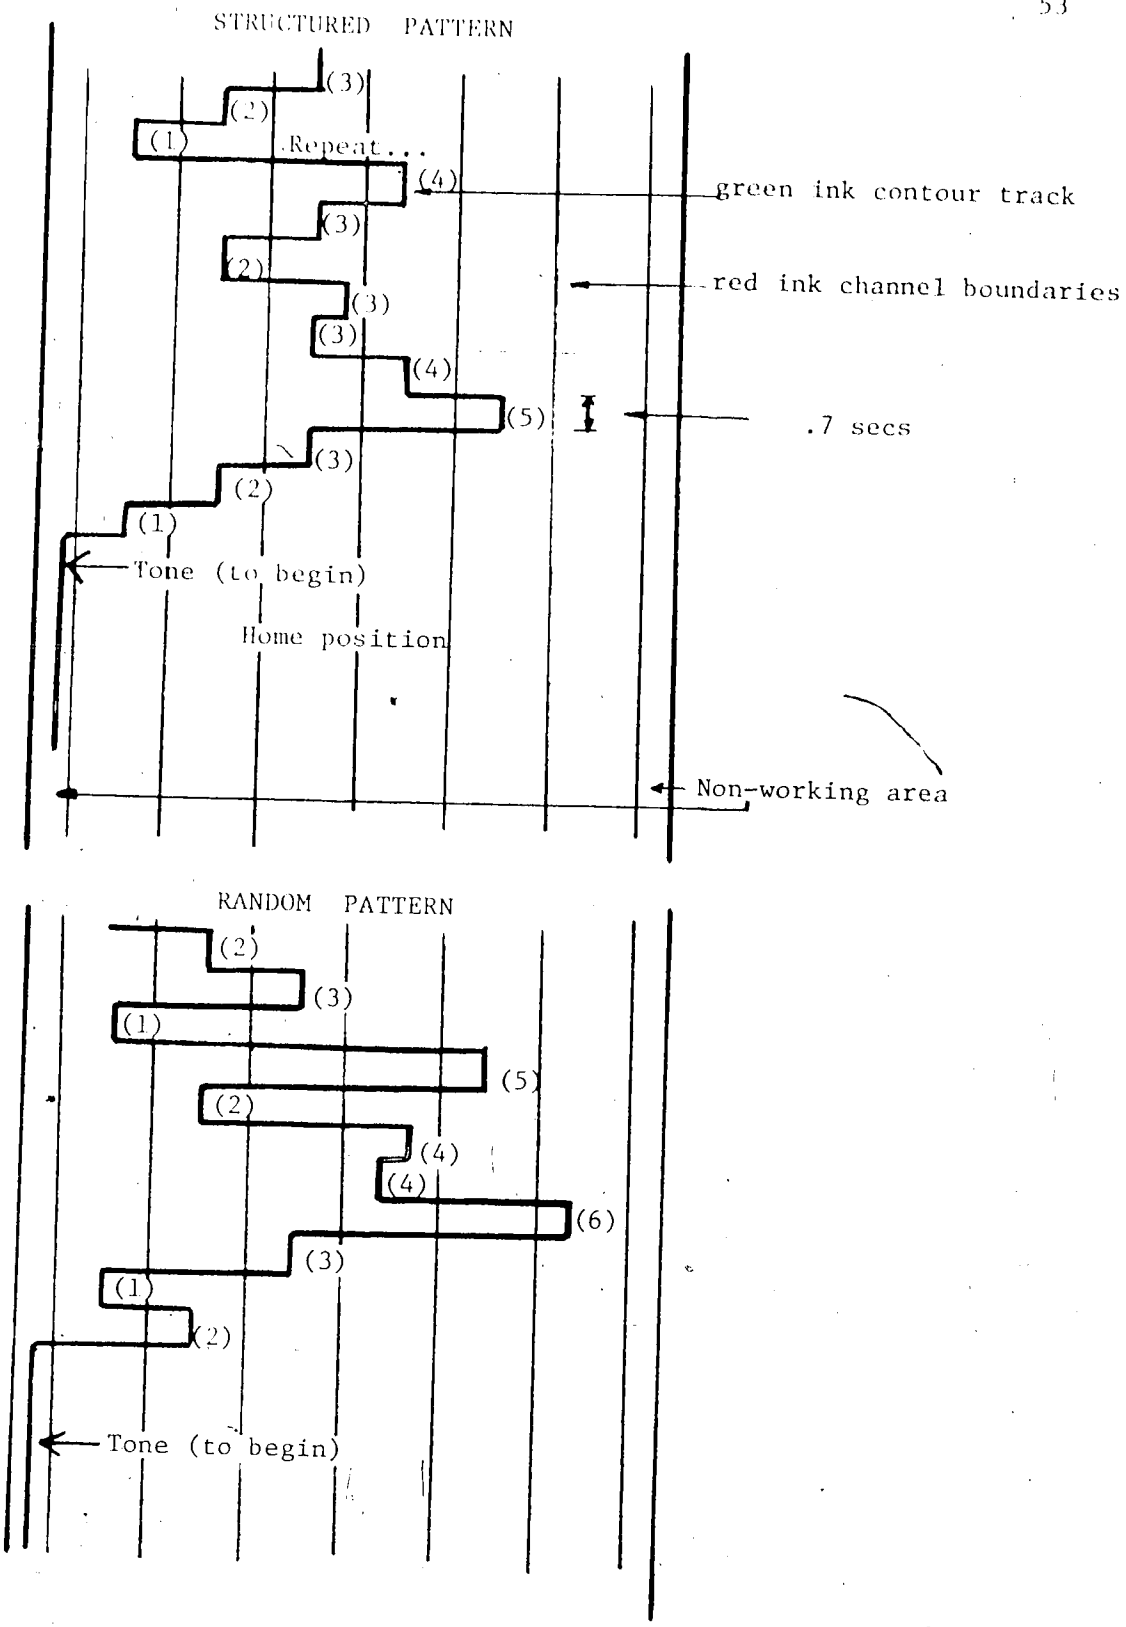 53
STRUCTURED PATTERN
(3)
(2)
(1)
Repeat...
(4)
green ink contour track
(3)
(2)
red ink channel boundaries
(3)
(3)
(4)
(5)
.7 secs
(3)
(2)
(1)
Tone (to begin)
Home position
Non-working area
RANDOM PATTERN
(2)
(3)
(1)
(5)
(2)
(4)
(4)
(6)
(3)
(1)
(2)
Tone (to begin)